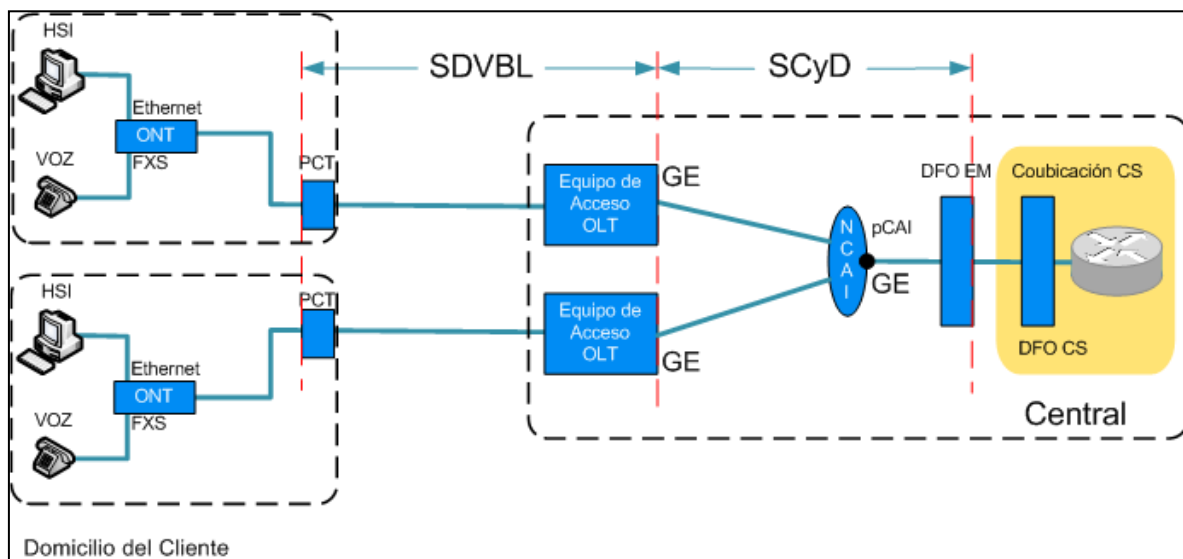 HSI
Ethernet
ONT
VOZ
FXS
PCT
SDVBL
SCyD
Equipo de
Acceso
OLT
GE
NCAI
pCAI
GE
DFO EM
Coubicación CS
DFO CS
HSI
Ethernet
ONT
VOZ
FXS
PCT
Equipo de
Acceso
OLT
GE
Central
Domicilio del Cliente